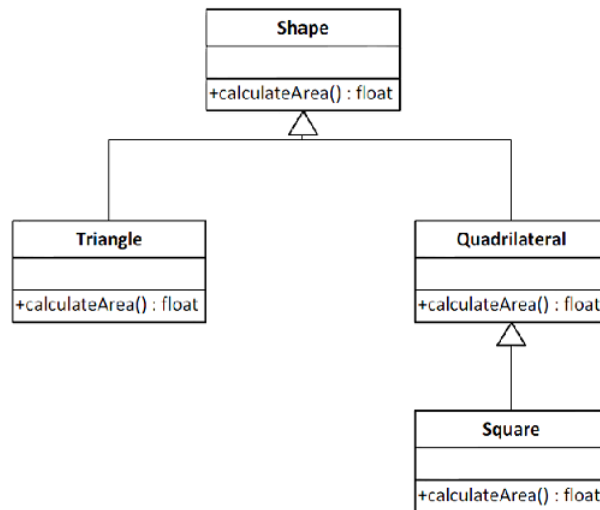 Shape
+calculateArea() : float
Triangle
Quadrilateral
+calculateArea() : float
+calculateArea() : float
Square
+calculateArea() : float